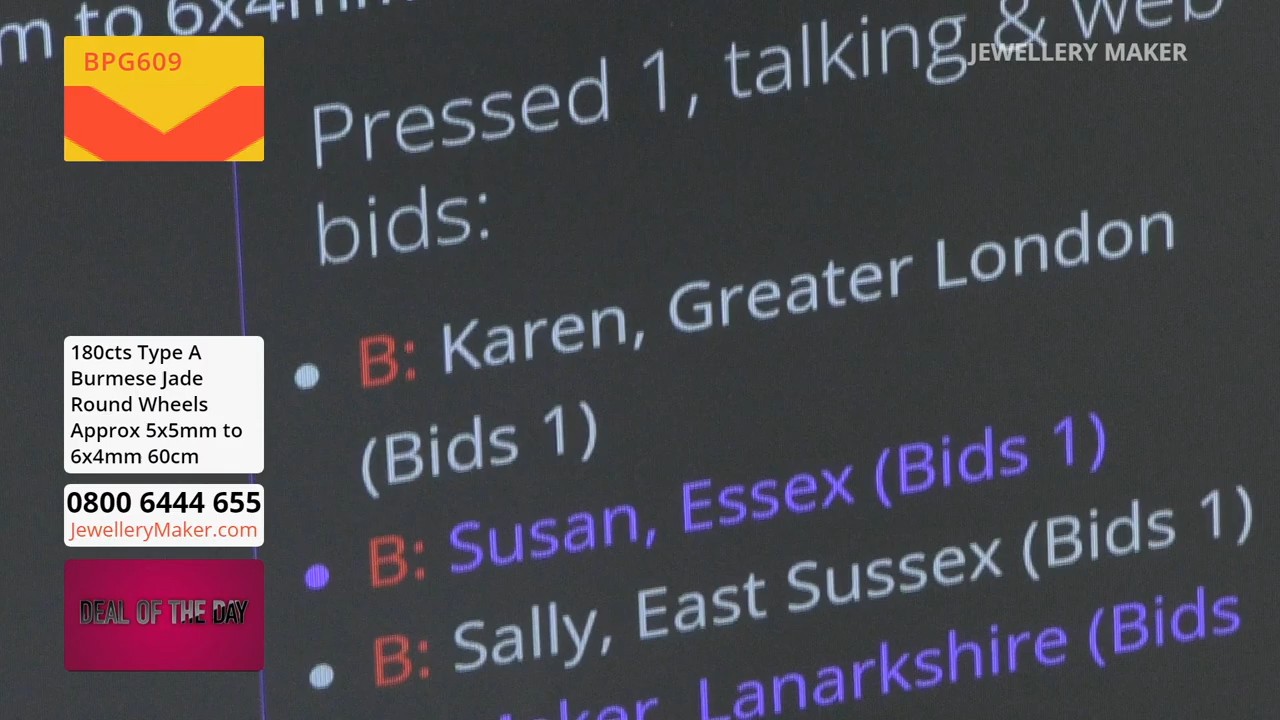 m to 6x4mm
Pressed 1, talking & web
bids:
B: Karen, Greater London
(Bids 1)
B: Susan, Essex (Bids 1)
B: Sally, East Sussex (Bids 1)
Lanarkshire (Bids
JEWELLERY MAKER
BPG609
180cts Type A
Burmese Jade
Round Wheels
Approx 5x5mm to
6x4mm 60cm
0800 6444 655
JewelleryMaker.com
DEAL OF THE DAY